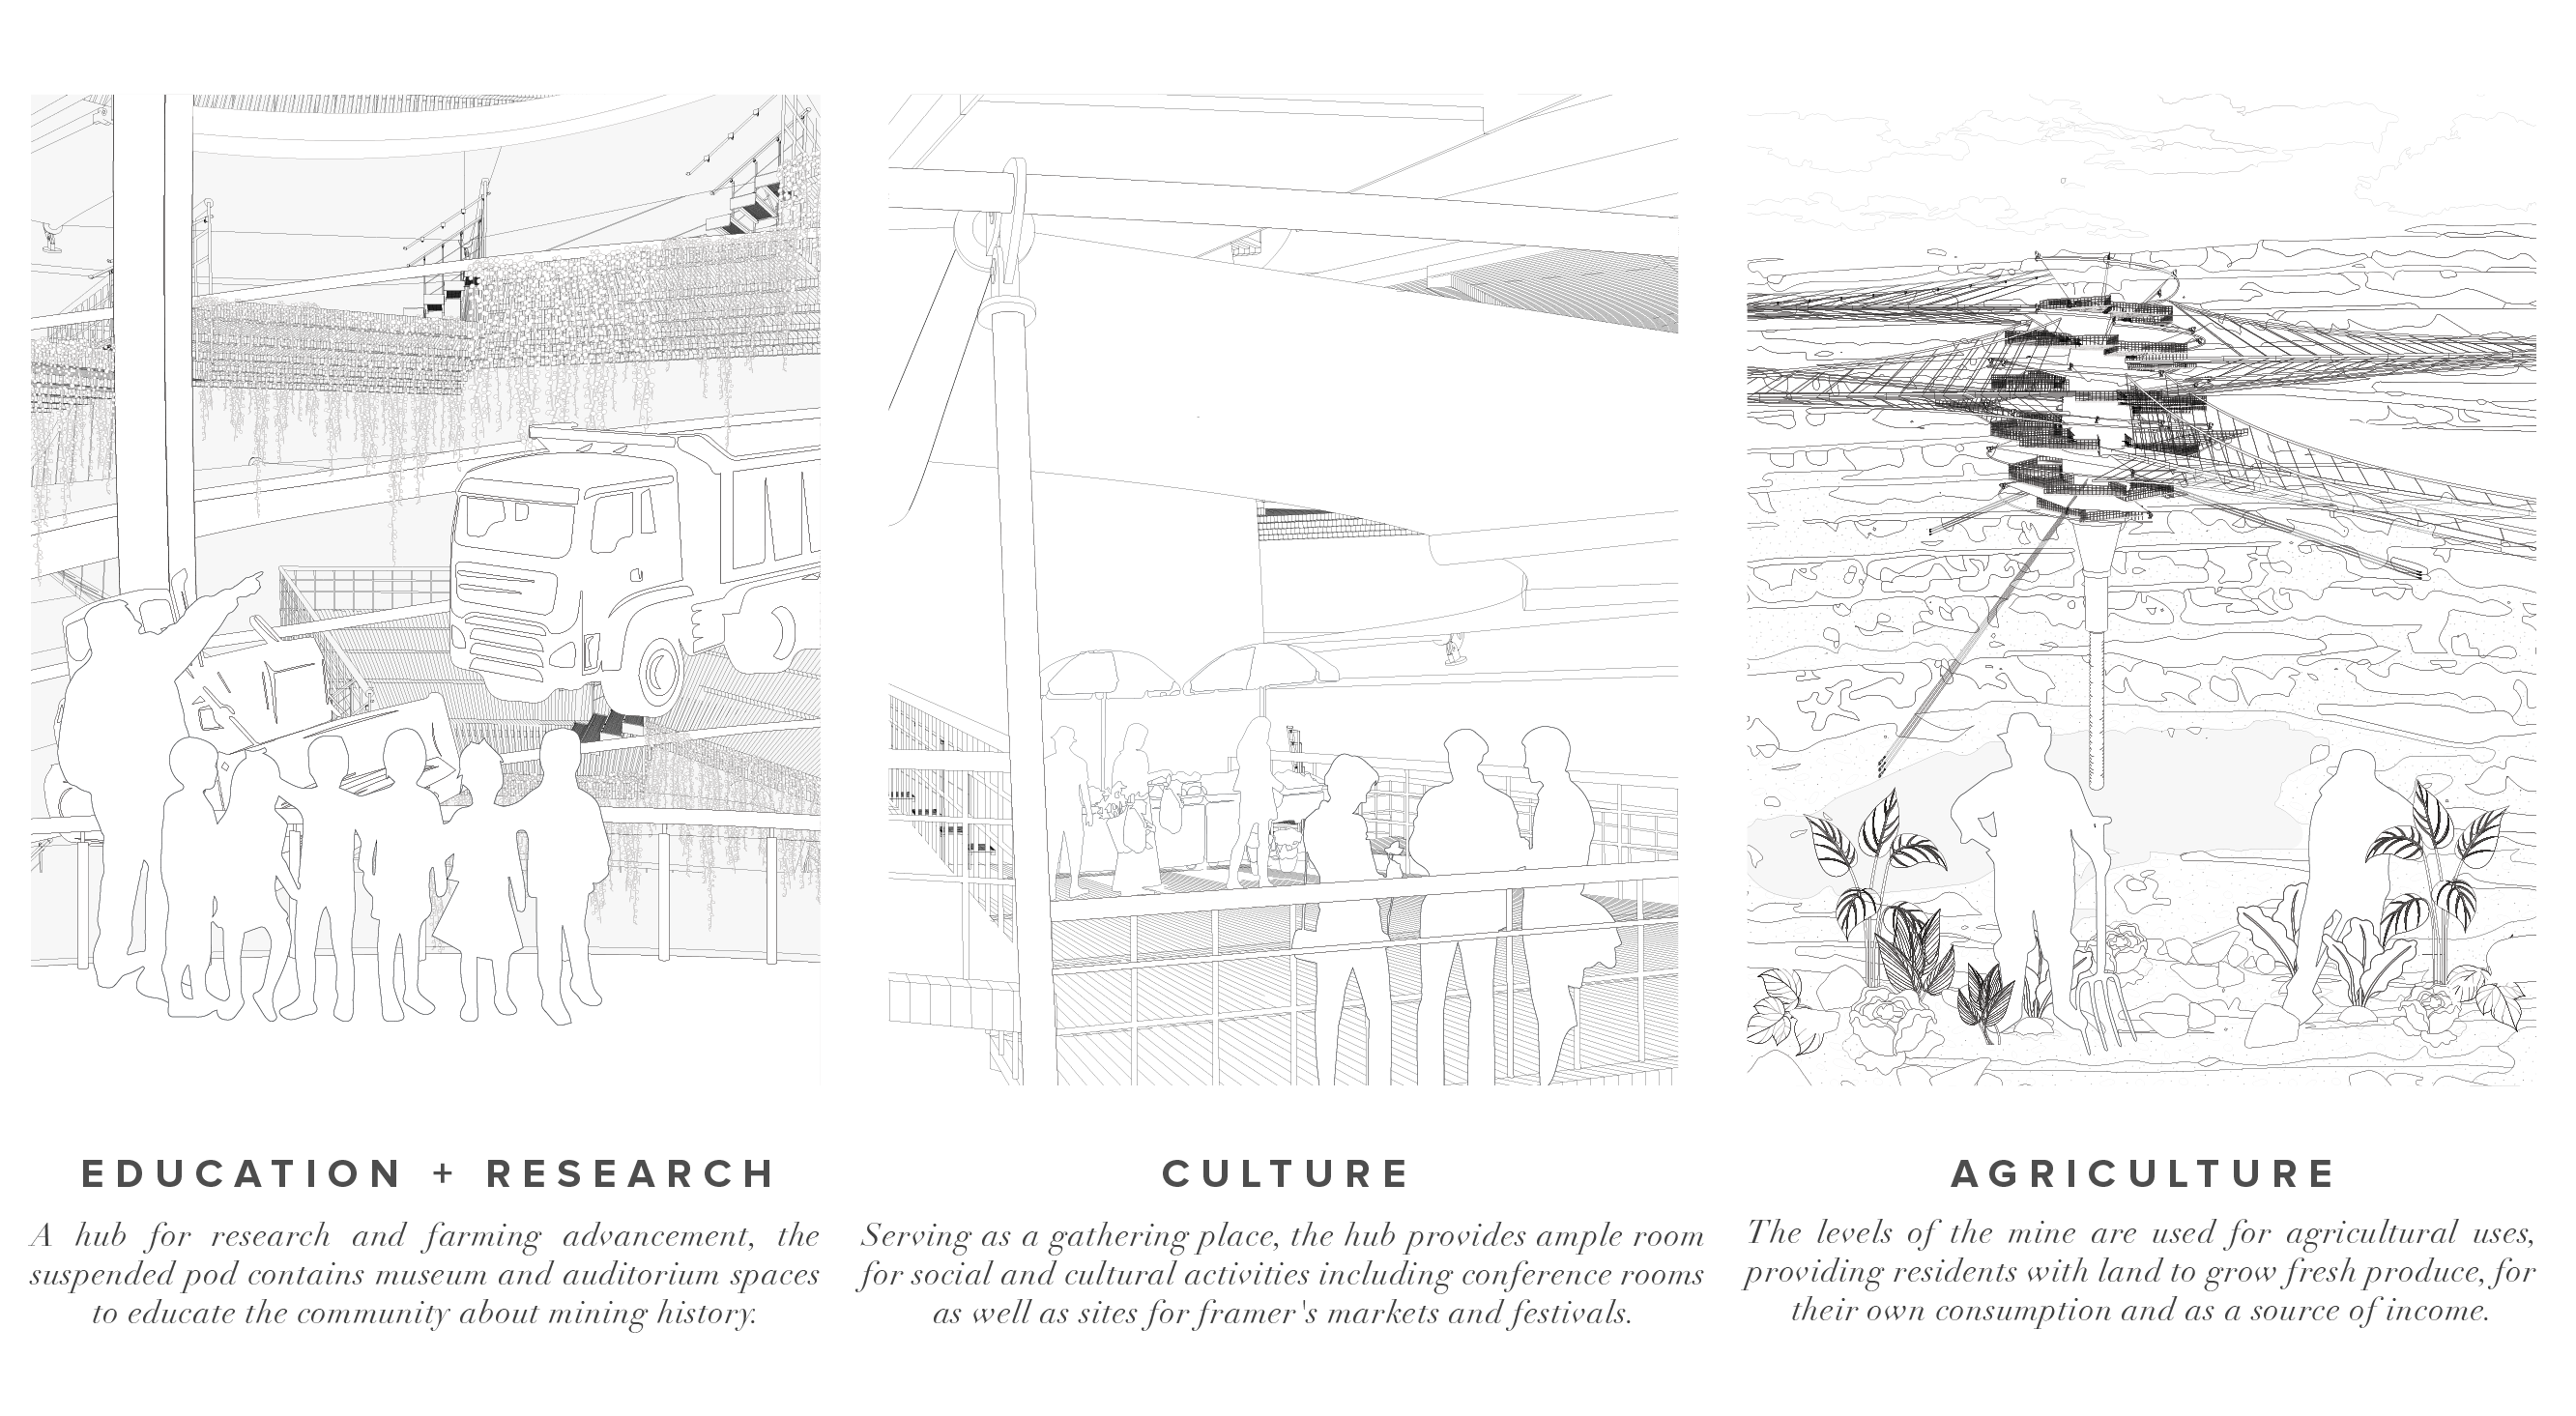 EDUCATION + RESEARCH
A hub for research and farming advancement, the
suspended pod contains museum and auditorium spaces
to educate the community about mining history.
CULTURE
Serving as a gathering place, the hub provides ample room
for social and cultural activities including conference rooms
as well as sites for framer's markets and festivals.
AGRICULTURE
The levels of the mine are used for agricultural uses,
providing residents with land to grow fresh produce, for
their own consumption and as a source of income.